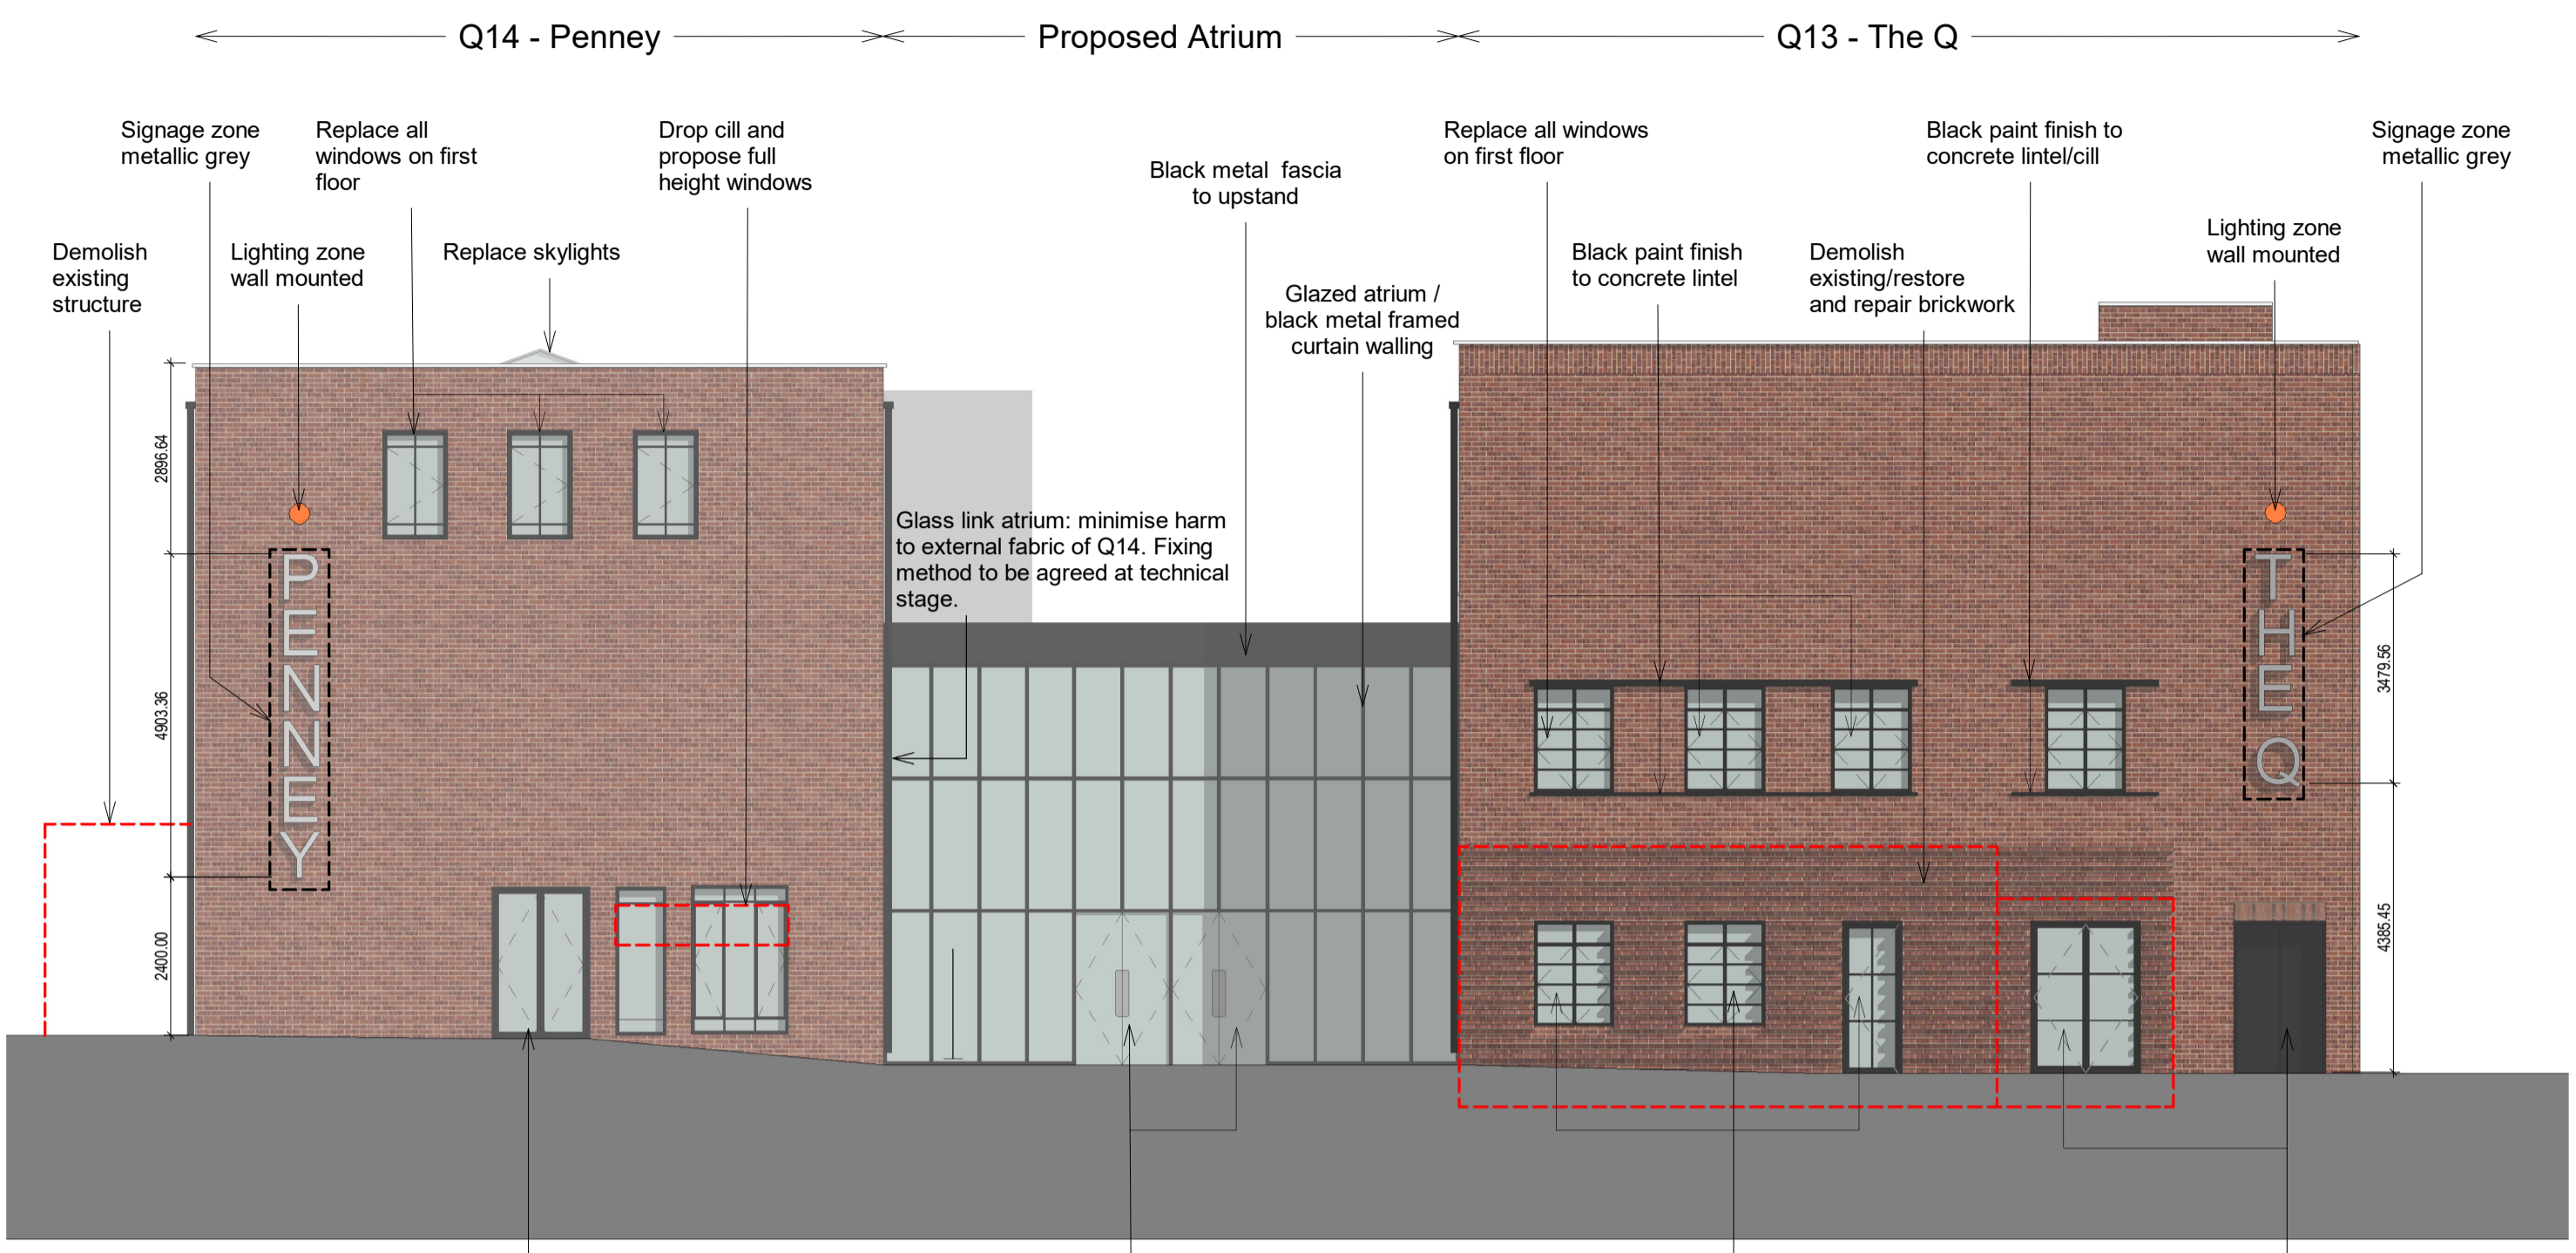 Q14 - Penney
Proposed Atrium
Q13 - The Q
Signage zone
metallic grey
Replace all
windows on first
floor
Drop cill and
propose full
height windows
Black metal fascia
to upstand
Replace all windows
on first floor
Black paint finish to
concrete lintel/cill
Signage zone
metallic grey
Demolish
existing
structure
Lighting zone
wall mounted
Replace skylights
Glazed atrium /
black metal framed
curtain walling
Black paint finish
to concrete lintel
Demolish
existing/restore
and repair brickwork
Lighting zone
wall mounted
Glass link atrium: minimise harm
to external fabric of Q14. Fixing
method to be agreed at technical
stage.
2896.64
4903.36
2400.00
PENNEY
THE Q
3479.56
4385.45